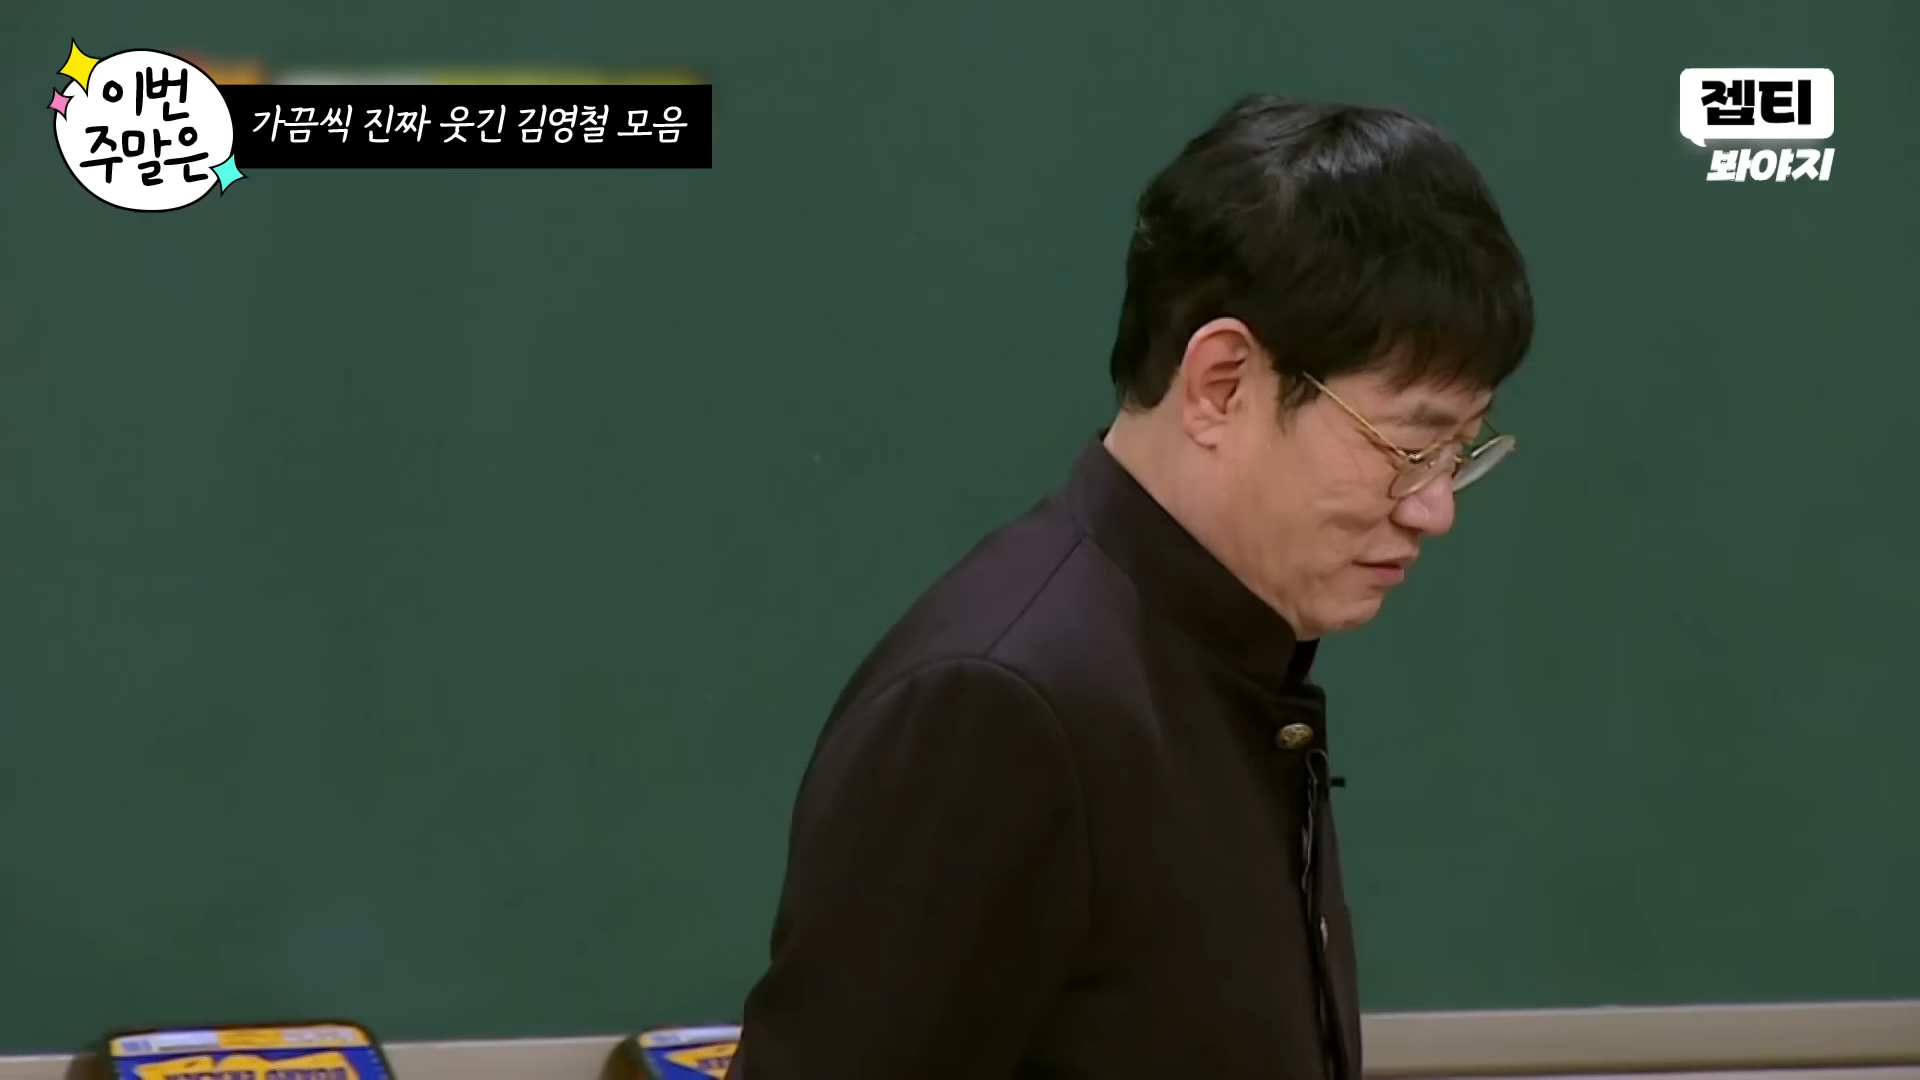 이번
주말은
가끔씩 진짜 웃긴 김영철 모음
젭티
봐야지